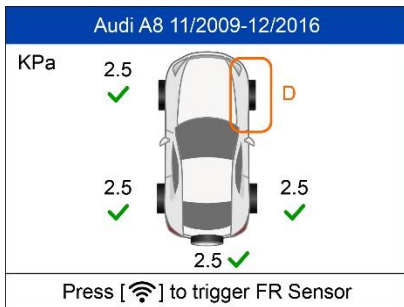 Audi A8 11/2009-12/2016
KPa
2.5
D
2.5
2.5
2.5
Press [ ] to trigger FR Sensor